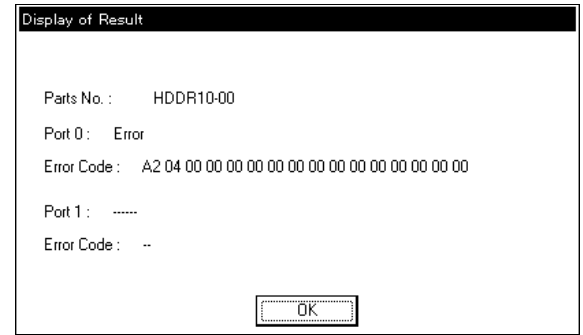 Display of Result
Parts No. : HDDR10-00
Port 0 : Error
Error Code : A2 04 00 00 00 00 00 00 00 00 00 00 00 00 00 00
Port 1 : ------
Error Code : --
OK